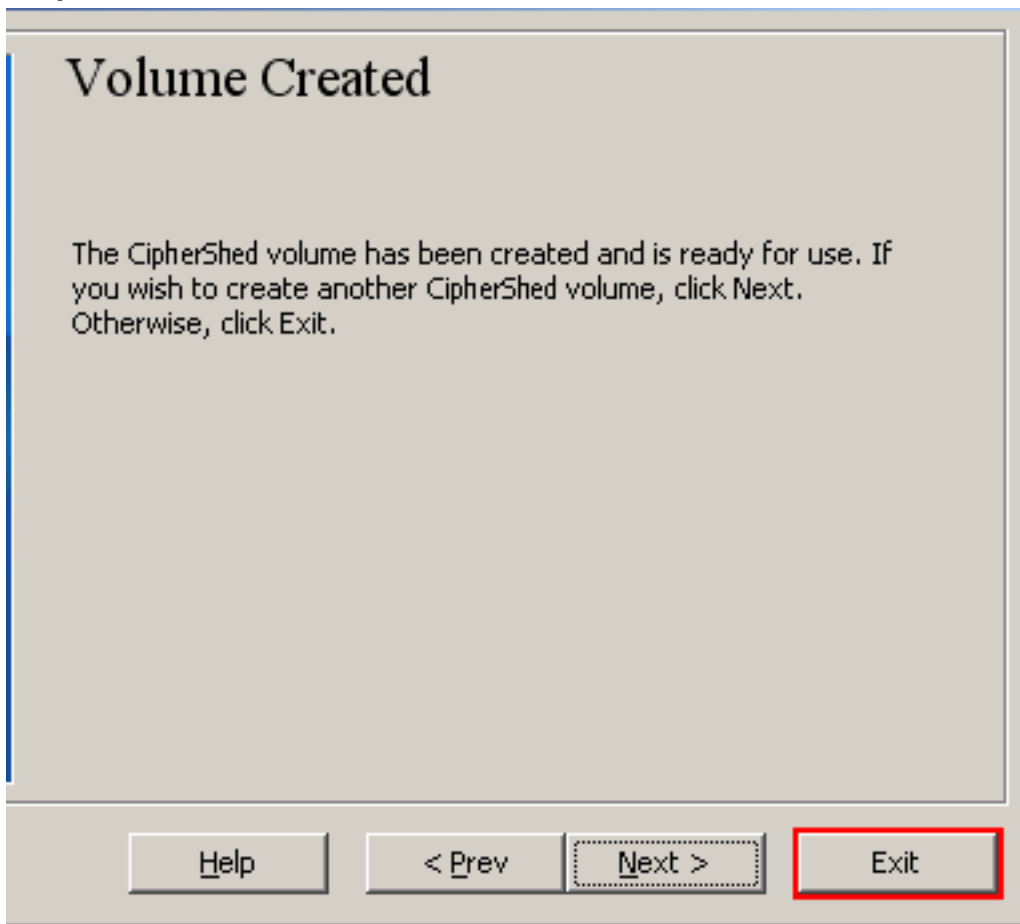 Volume Created
The CipherShed volume has been created and is ready for use. If
you wish to create another CipherShed volume, click Next.
Otherwise, click Exit.
Help
< Prev
Next >
Exit